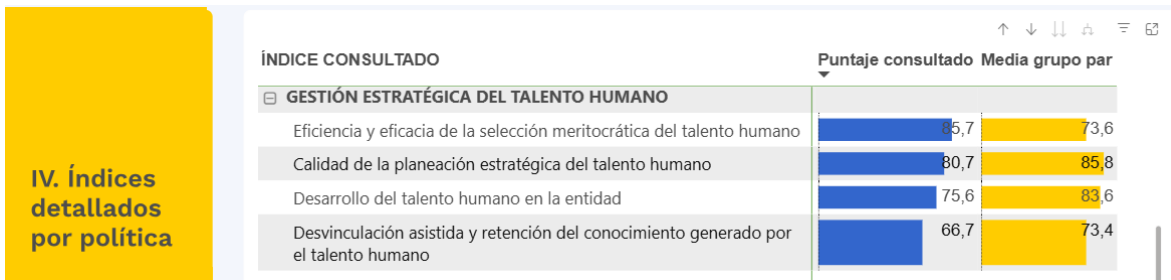 IV. Índices
detallados
por política
ÍNDICE CONSULTADO Puntaje consultado Media grupo par
GESTIÓN ESTRATÉGICA DEL TALENTO HUMANO
Eficiencia y eficacia de la selección meritocrática del talento humano 85,7 73,6
Calidad de la planeación estratégica del talento humano 80,7 85,8
Desarrollo del talento humano en la entidad 75,6 83,6
Desvinculación asistida y retención del conocimiento generado por 66,7 73,4
el talento humano